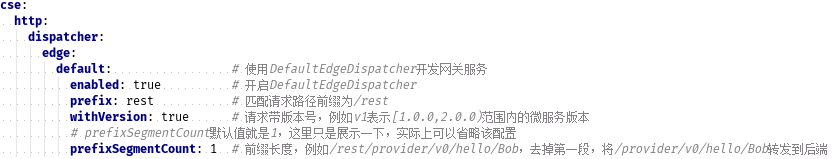 cse:
  http:
    dispatcher:
      edge:
        default:                 # 使用DefaultEdgeDispatcher开发网关服务
          enabled: true          # 开启DefaultEdgeDispatcher
          prefix: rest           # 匹配请求路径前缀为/rest
          withVersion: true      # 请求带版本号，例如v1表示[1.0.0,2.0.0)范围内的微服务版本
          # prefixSegmentCount默认值就是1，这里只是展示一下，实际上可以省略该配置
          prefixSegmentCount: 1  # 前缀长度，例如/rest/provider/v0/hello/Bob，去掉第一段，将/provider/v0/hello/Bob转发到后端